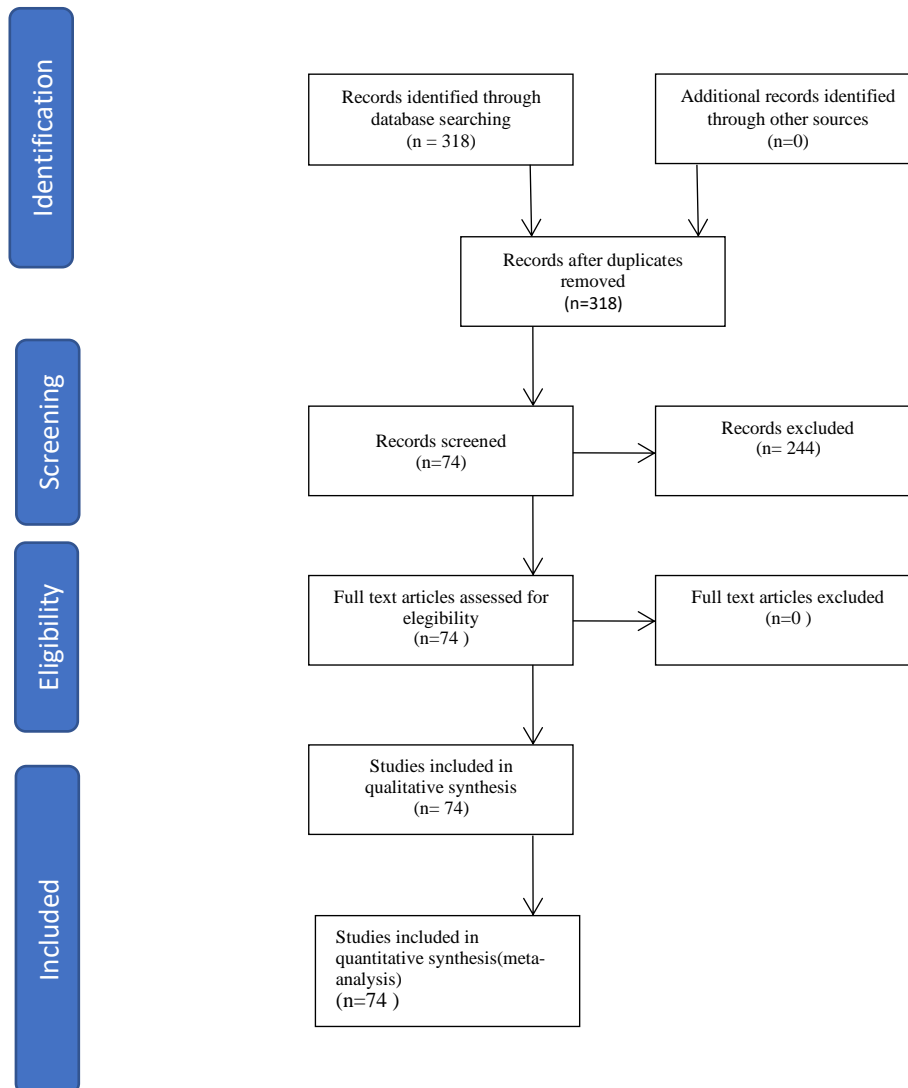 Identification
Records identified through
database searching
(n = 318)
Additional records identified
through other sources
(n=0)
Records after duplicates
removed
(n=318)
Screening
Records screened
(n=74)
Records excluded
(n= 244)
Eligibility
Full text articles assessed for
elegibility
(n=74 )
Full text articles excluded
(n=0 )
Included
Studies included in
qualitative synthesis
(n= 74)
Studies included in
quantitative synthesis(meta-
analysis)
(n=74 )